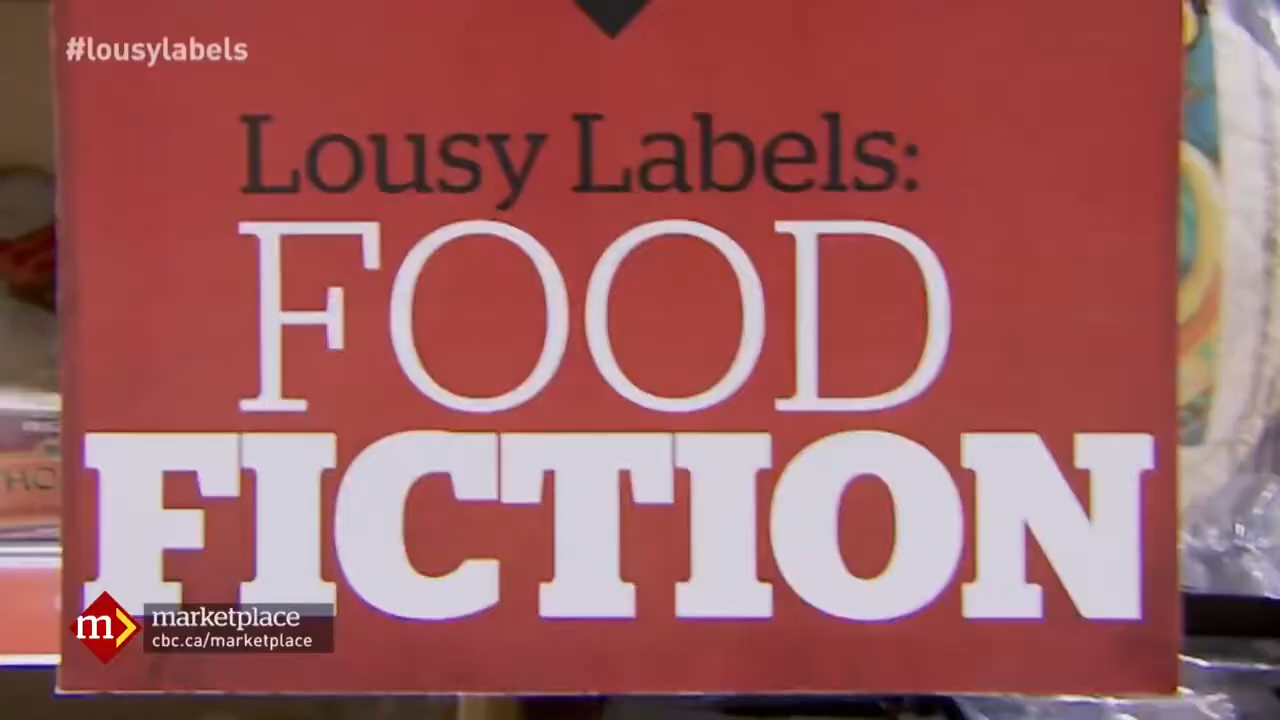 #lousylabels
Lousy Labels:
FOOD
FICTION
m
marketplace
cbc.ca/marketplace